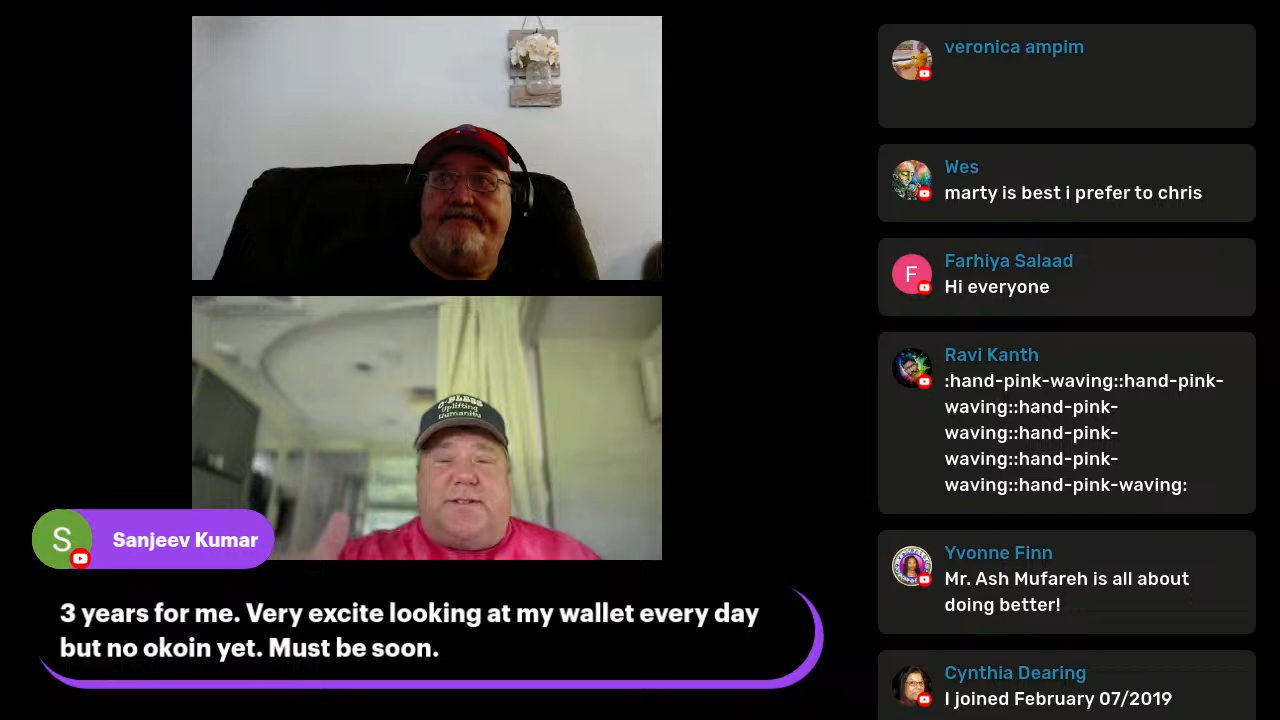 O-BLESS
Uplifting
Humanity
Sanjeev Kumar
S
3 years for me. Very excite looking at my wallet every day
but no okoin yet. Must be soon.
veronica ampim
Wes
marty is best i prefer to chris
F
Farhiya Salaad
Hi everyone
Ravi Kanth
:hand-pink-waving::hand-pink-
waving::hand-pink-
waving::hand-pink-
waving::hand-pink-
waving::hand-pink-waving:
Yvonne Finn
Mr. Ash Mufareh is all about
doing better!
Cynthia Dearing
I joined February 07/2019